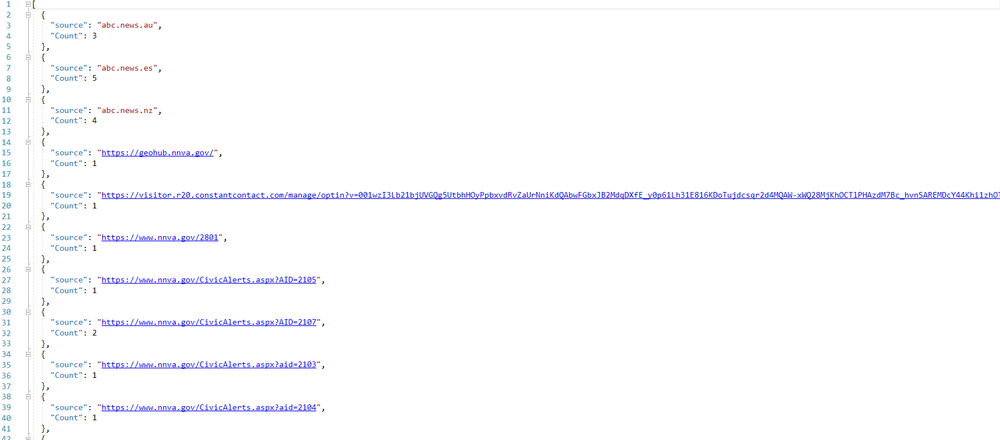 1 [
2 {
3 "source": "abc.news.au",
4 "Count": 3
5 },
6 {
7 "source": "abc.news.es",
8 "Count": 5
9 },
10 {
11 "source": "abc.news.nz",
12 "Count": 4
13 },
14 {
15 "source": "https://geohub.nnva.gov/",
16 "Count": 1
17 },
18 {
19 "source": "https://visitor.r20.constantcontact.com/manage/optin?v=001wzI3Lb21bjUVGQg5UtbhHOyPpbxvdRvZaUrNniKdQAbwFGbxJB2MdqDXfE_y0p61Lh31E816KDoTujdcsqr2d4MQAW-xWQ28MjKhOCTlPHAzdM7Bc_hvnSAREMDcY44Khi1zhOT
20 "Count": 1
21 },
22 {
23 "source": "https://www.nnva.gov/2801",
24 "Count": 1
25 },
26 {
27 "source": "https://www.nnva.gov/CivicAlerts.aspx?AID=2105",
28 "Count": 1
29 },
30 {
31 "source": "https://www.nnva.gov/CivicAlerts.aspx?AID=2107",
32 "Count": 2
33 },
34 {
35 "source": "https://www.nnva.gov/CivicAlerts.aspx?aid=2103",
36 "Count": 1
37 },
38 {
39 "source": "https://www.nnva.gov/CivicAlerts.aspx?aid=2104",
40 "Count": 1
41 },
42 {